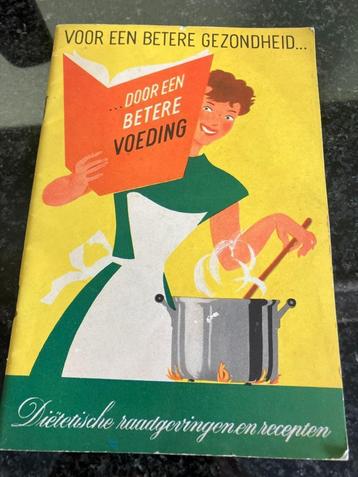 VOOR EEN BETERE GEZONDHEID...
...DOOR EEN
BETERE
VOEDING
Diëtetische raadgevingen en recepten